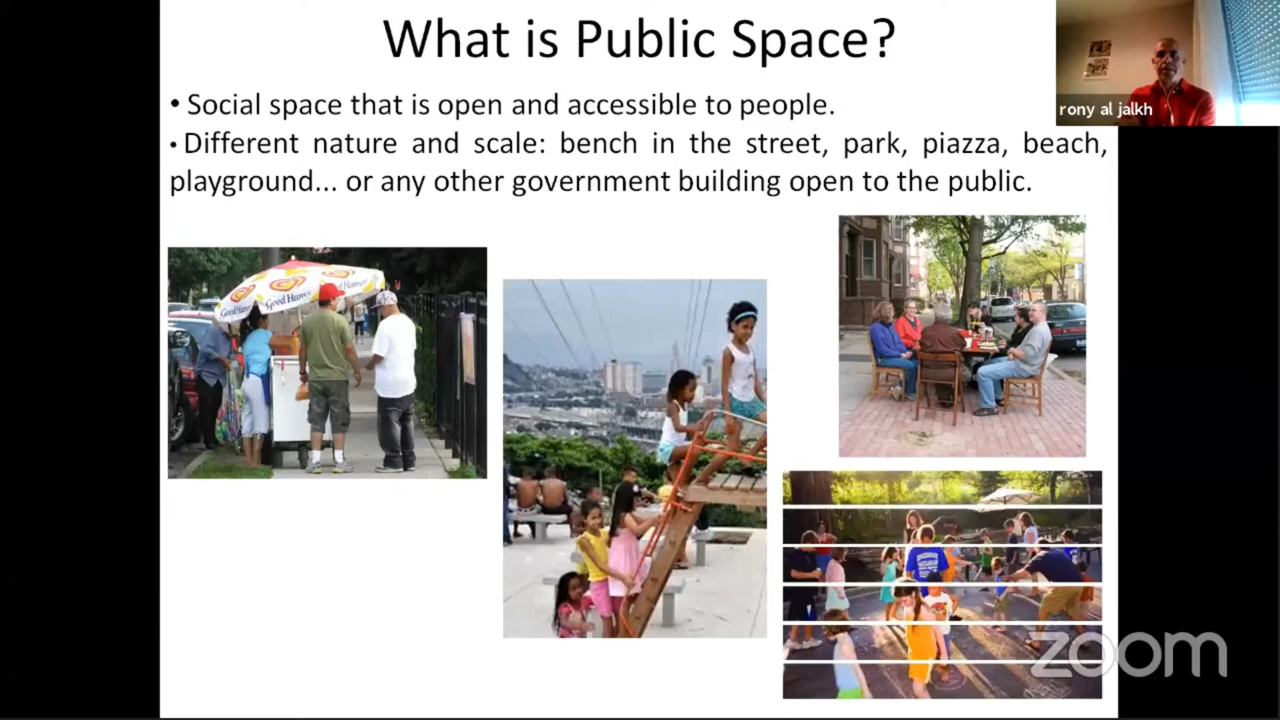 What is Public Space?
• Social space that is open and accessible to people.
• Different nature and scale: bench in the street, park, piazza, beach,
playground... or any other government building open to the public.
rony al jalkh
Good Humor
zoom